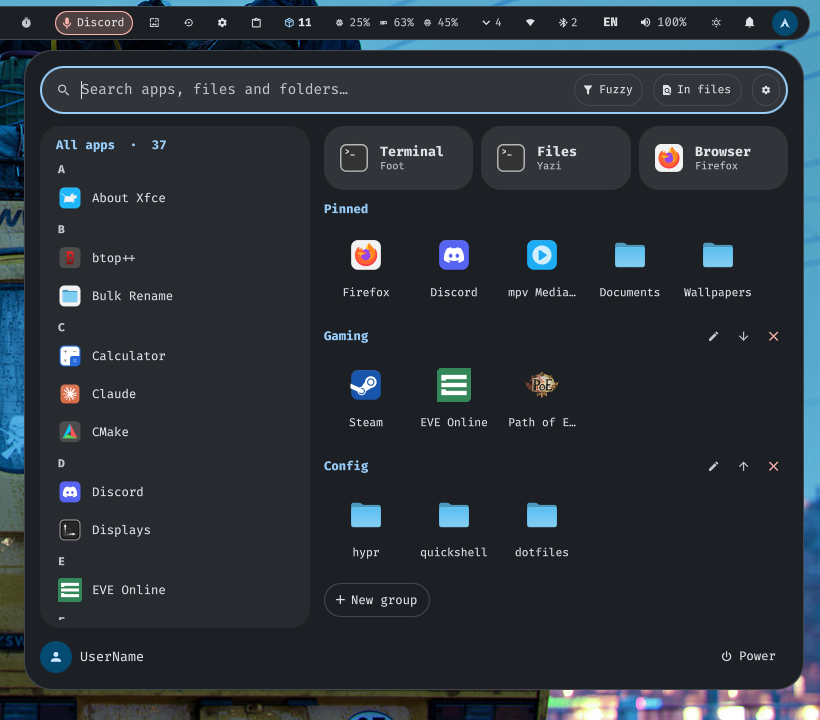 Discord
11
25%
63%
45%
4
2
EN
100%
Search apps, files and folders…
Fuzzy
In files
All apps · 37
A
About Xfce
B
btop++
Bulk Rename
C
Calculator
Claude
CMake
D
Discord
Displays
E
EVE Online
Terminal
Foot
Files
Yazi
Browser
Firefox
Pinned
Firefox
Discord
mpv Media…
Documents
Wallpapers
Gaming
Steam
EVE Online
Path of E…
Config
hypr
quickshell
dotfiles
+ New group
UserName
Power